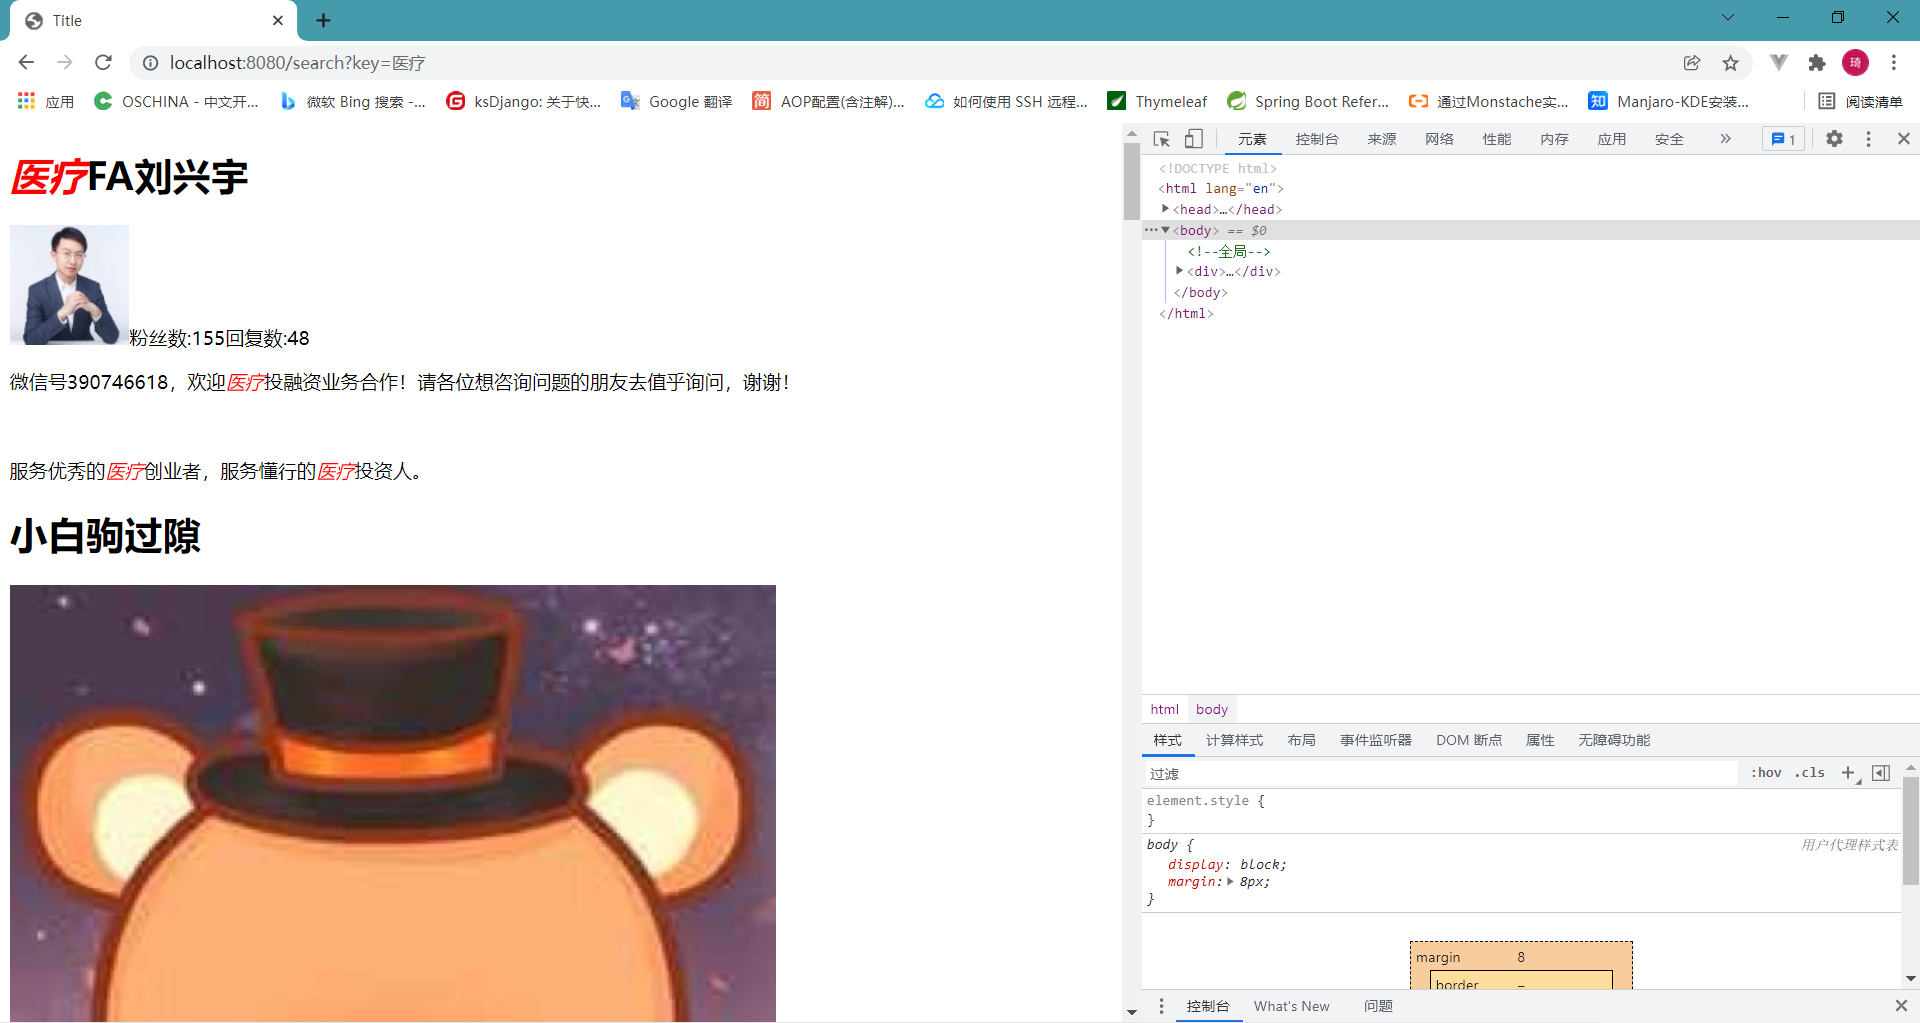 Title
localhost:8080/search?key=医疗
琦
应用
OSCHINA - 中文开...
微软 Bing 搜索 -...
ksDjango: 关于快...
Google 翻译
简
AOP配置(含注解)...
如何使用 SSH 远程...
Thymeleaf
Spring Boot Refer...
通过Monstache实...
知
Manjaro-KDE安装...
阅读清单
医疗FA刘兴宇
粉丝数:155回复数:48
微信号390746618，欢迎医疗投融资业务合作！请各位想咨询问题的朋友去值乎询问，谢谢！
服务优秀的医疗创业者，服务懂行的医疗投资人。
小白驹过隙
元素 控制台 来源 网络 性能 内存 应用 安全 » 1
<!DOCTYPE html>
<html lang="en">
<head>…</head>
<body> == $0
<!--全局-->
<div>…</div>
</body>
</html>
html body
样式 计算样式 布局 事件监听器 DOM 断点 属性 无障碍功能
过滤 :hov .cls
element.style {
}
body { 用户代理样式表
display: block;
margin: 8px;
}
margin 8
border –
控制台 What's New 问题